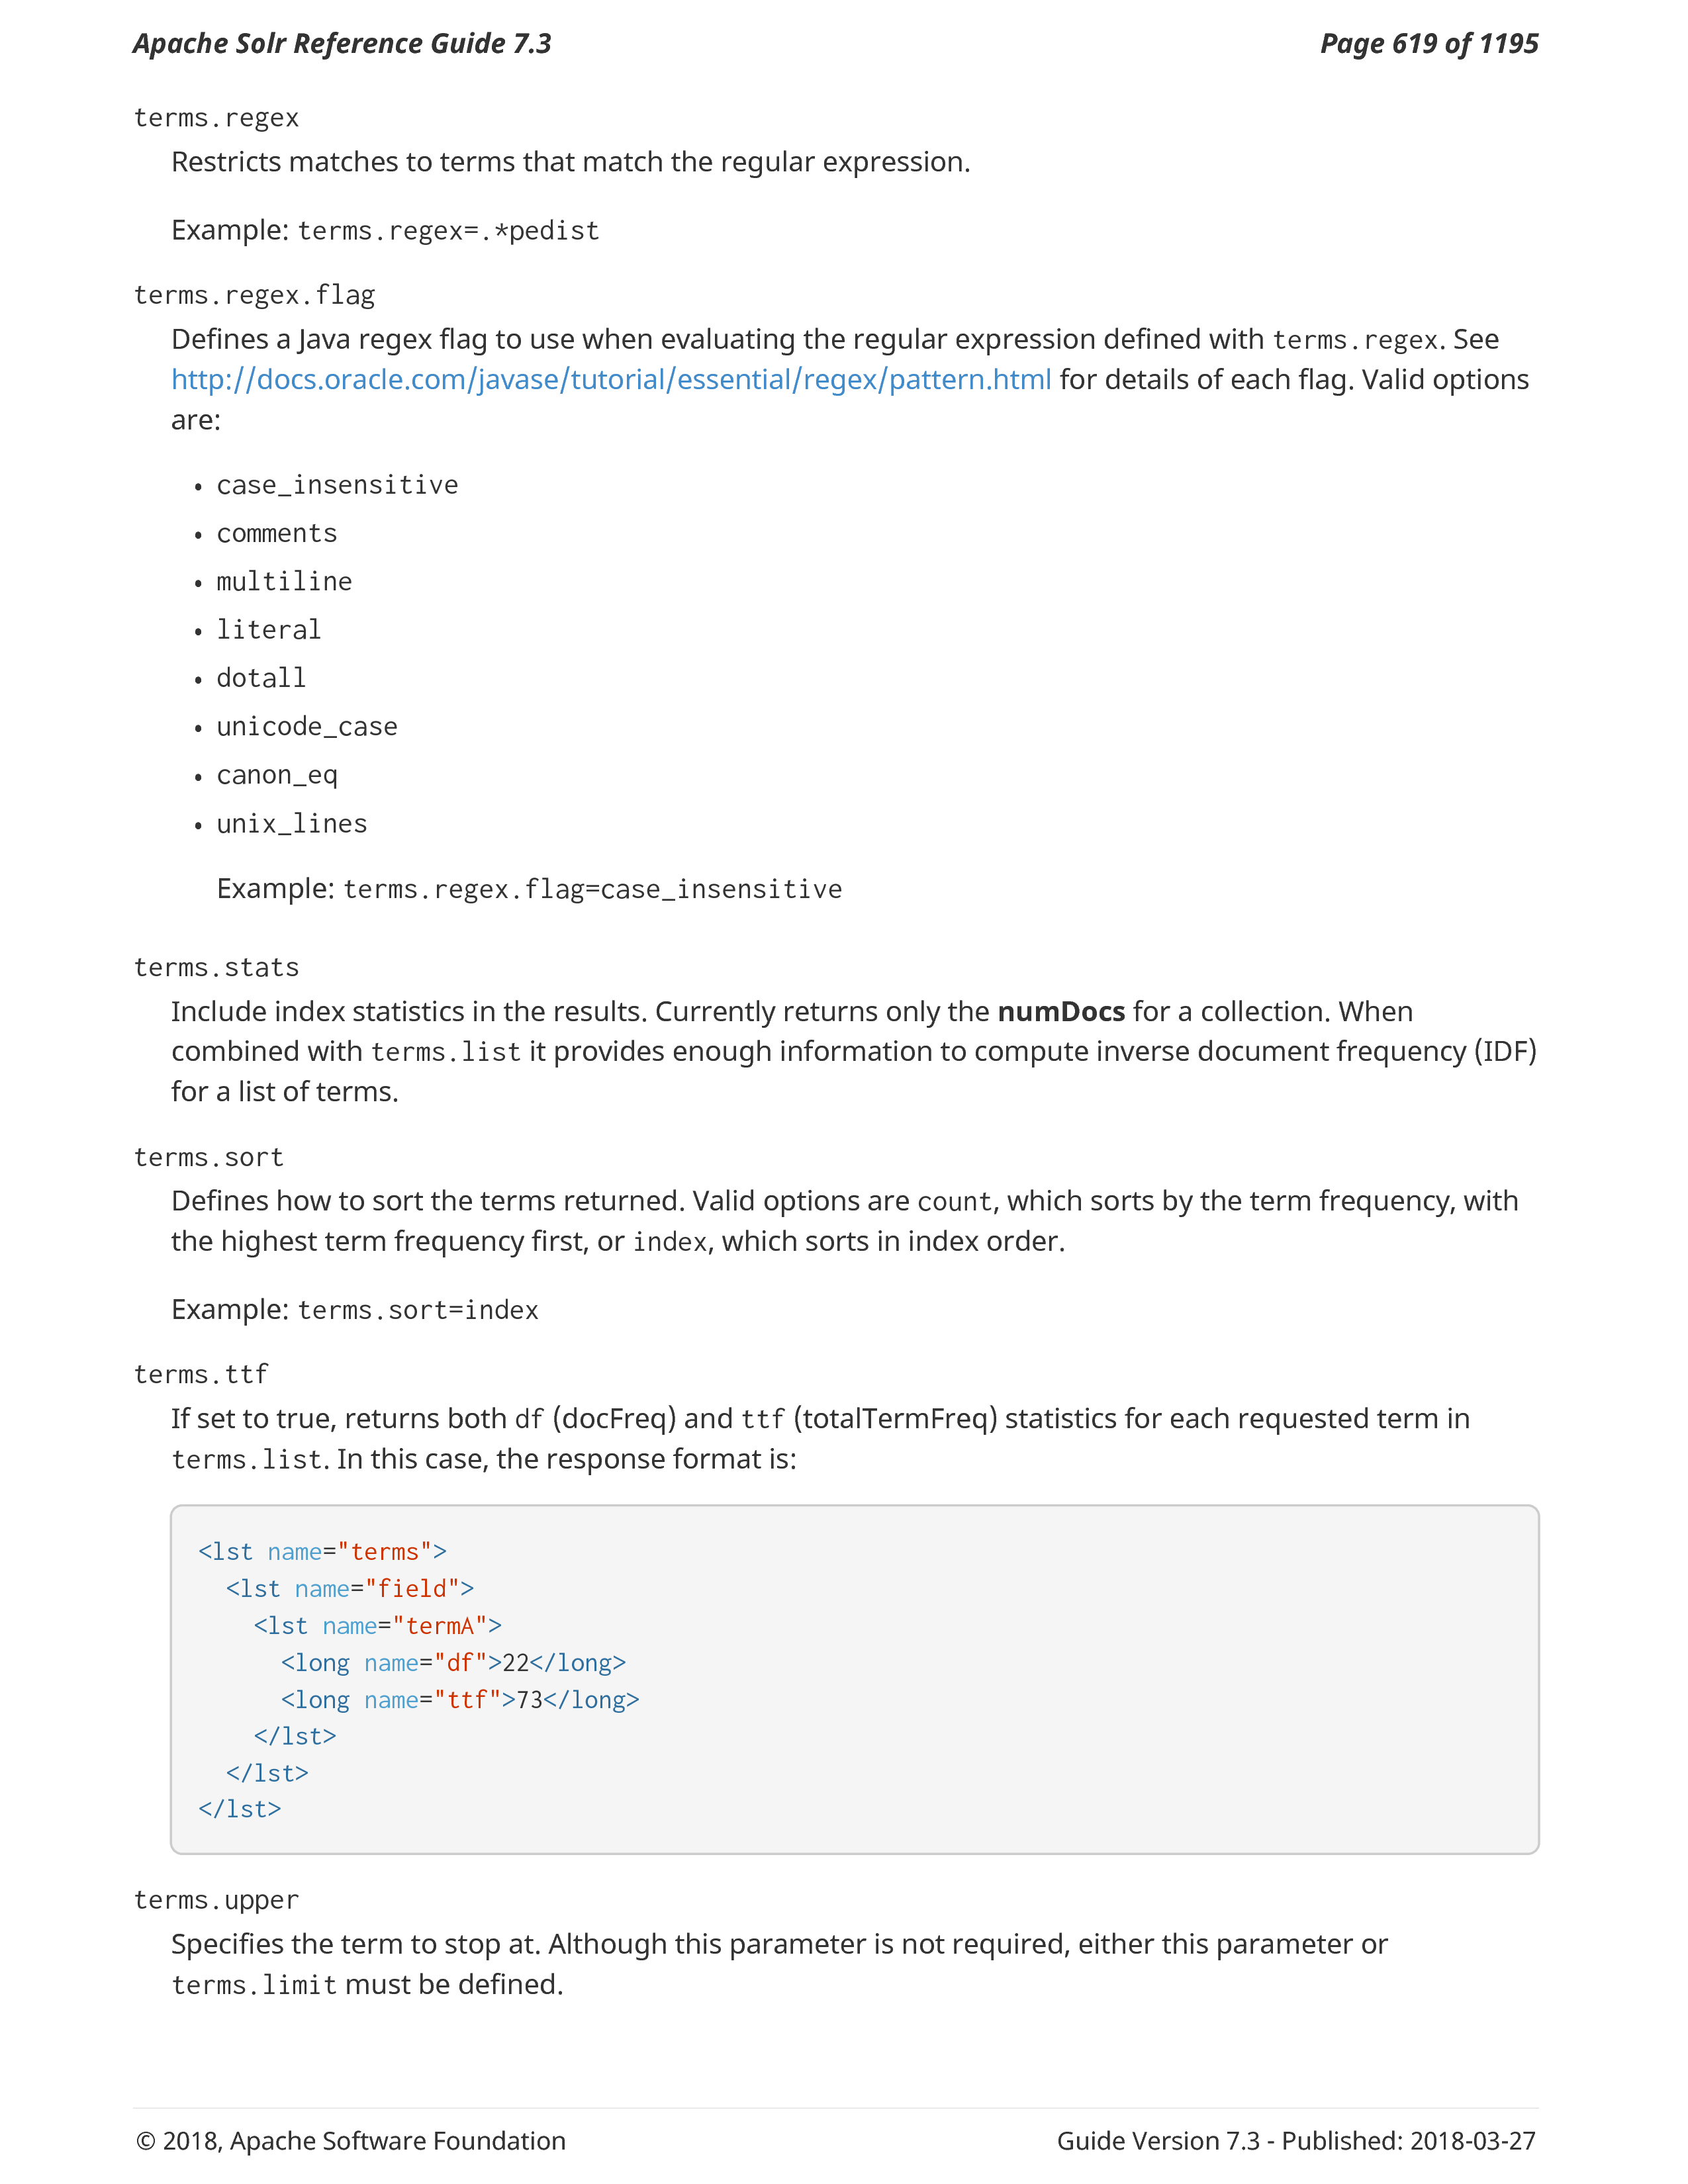 Apache Solr Reference Guide 7.3 Page 619 of 1195
terms.regex
Restricts matches to terms that match the regular expression.
Example: terms.regex=.*pedist
terms.regex.flag
Defines a Java regex flag to use when evaluating the regular expression defined with terms.regex. See
http://docs.oracle.com/javase/tutorial/essential/regex/pattern.html for details of each flag. Valid options
are:
• case_insensitive
• comments
• multiline
• literal
• dotall
• unicode_case
• canon_eq
• unix_lines
Example: terms.regex.flag=case_insensitive
terms.stats
Include index statistics in the results. Currently returns only the numDocs for a collection. When
combined with terms.list it provides enough information to compute inverse document frequency (IDF)
for a list of terms.
terms.sort
Defines how to sort the terms returned. Valid options are count, which sorts by the term frequency, with
the highest term frequency first, or index, which sorts in index order.
Example: terms.sort=index
terms.ttf
If set to true, returns both df (docFreq) and ttf (totalTermFreq) statistics for each requested term in
terms.list. In this case, the response format is:
<lst name="terms">
  <lst name="field">
    <lst name="termA">
      <long name="df">22</long>
      <long name="ttf">73</long>
    </lst>
  </lst>
</lst>
terms.upper
Specifies the term to stop at. Although this parameter is not required, either this parameter or
terms.limit must be defined.
© 2018, Apache Software Foundation Guide Version 7.3 - Published: 2018-03-27